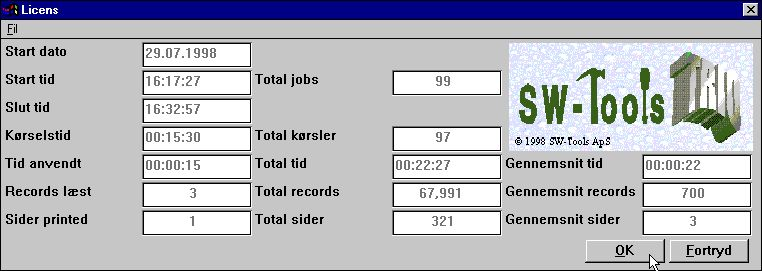 Licens
Fil
Start dato 29.07.1998
Start tid 16:17:27 Total jobs 99
Slut tid 16:32:57
SW-Tools TRIO
© 1998 SW-Tools ApS
Kørselstid 00:15:30 Total kørsler 97
Tid anvendt 00:00:15 Total tid 00:22:27 Gennemsnit tid 00:00:22
Records læst 3 Total records 67,991 Gennemsnit records 700
Sider printed 1 Total sider 321 Gennemsnit sider 3
OK Fortryd